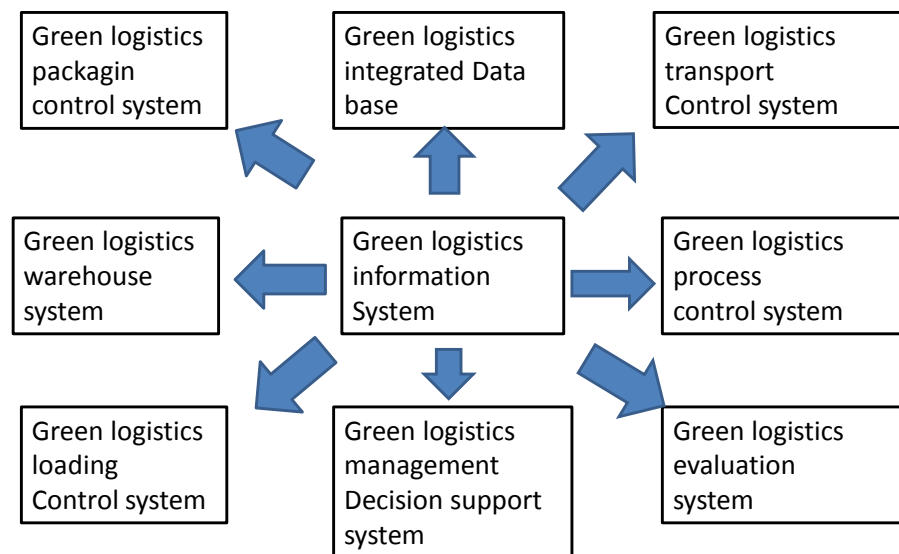 Green logistics
packagin
control system
Green logistics
integrated Data
base
Green logistics
transport
Control system
Green logistics
warehouse
system
Green logistics
information
System
Green logistics
process
control system
Green logistics
loading
Control system
Green logistics
management
Decision support
system
Green logistics
evaluation
system